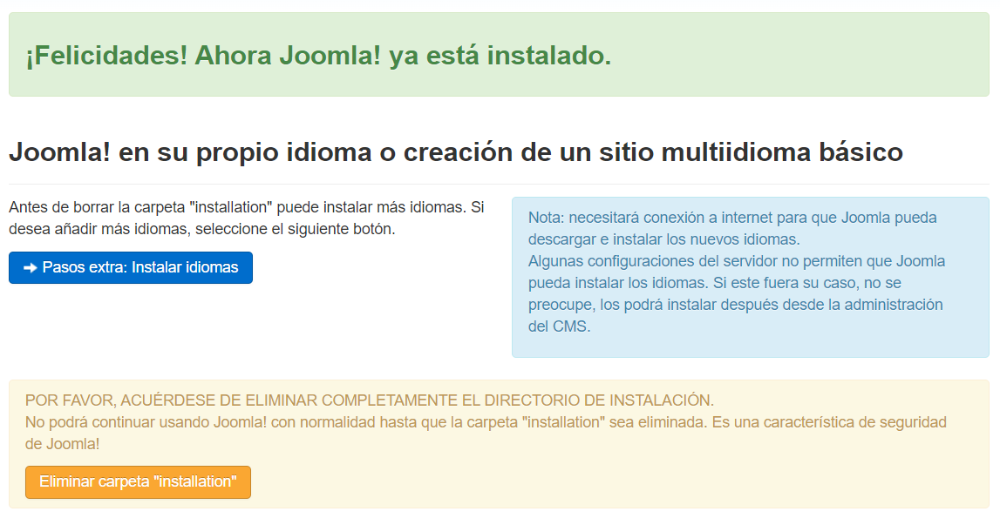 ¡Felicidades! Ahora Joomla! ya está instalado.
Joomla! en su propio idioma o creación de un sitio multiidioma básico
Antes de borrar la carpeta "installation" puede instalar más idiomas. Si
desea añadir más idiomas, seleccione el siguiente botón.
Pasos extra: Instalar idiomas
Nota: necesitará conexión a internet para que Joomla pueda
descargar e instalar los nuevos idiomas.
Algunas configuraciones del servidor no permiten que Joomla
pueda instalar los idiomas. Si este fuera su caso, no se
preocupe, los podrá instalar después desde la administración
del CMS.
POR FAVOR, ACUÉRDESE DE ELIMINAR COMPLETAMENTE EL DIRECTORIO DE INSTALACIÓN.
No podrá continuar usando Joomla! con normalidad hasta que la carpeta "installation" sea eliminada. Es una característica de seguridad
de Joomla!
Eliminar carpeta "installation"